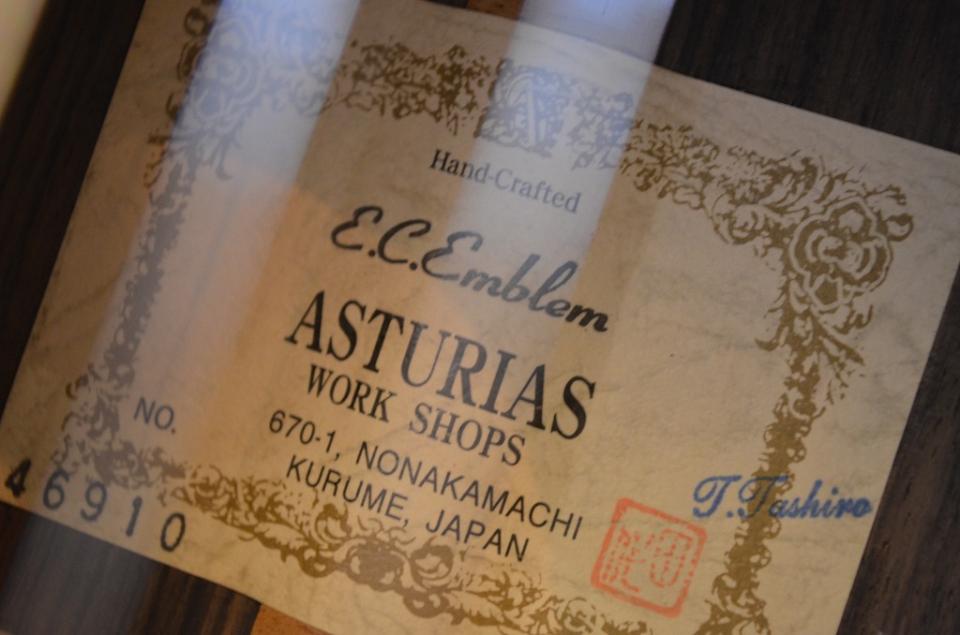 Hand-Crafted
E.C.Emblem
ASTURIAS
WORK SHOPS
670-1, NONAKAMACHI
KURUME, JAPAN
NO.
46910
T.Tashiro